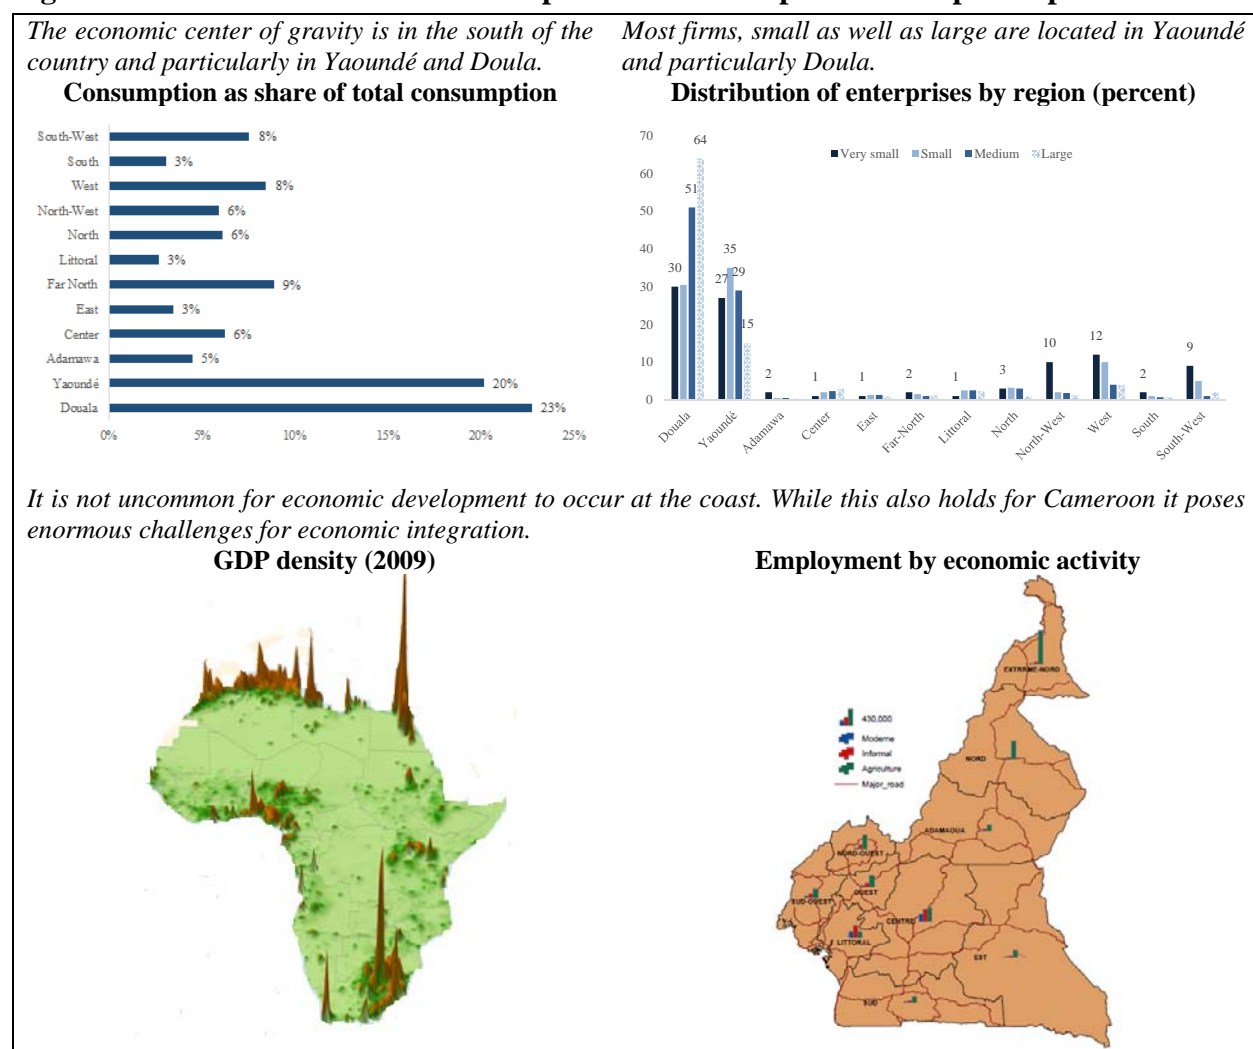 The economic center of gravity is in the south of the
country and particularly in Yaoundé and Doula.
Consumption as share of total consumption
South-West 8%
South 3%
West 8%
North-West 6%
North 6%
Littoral 3%
Far North 9%
East 3%
Center 6%
Adamawa 5%
Yaoundé 20%
Douala 23%
0% 5% 10% 15% 20% 25%
Most firms, small as well as large are located in Yaoundé
and particularly Doula.
Distribution of enterprises by region (percent)
Very small Small Medium Large
70
60
50
40
30
20
10
0
30 51 64
27 35 29 15
2
1
1
2
1
3
10
12
2
9
Douala
Yaoundé
Adamawa
Center
East
Far-North
Littoral
North
North-West
West
South
South-West
It is not uncommon for economic development to occur at the coast. While this also holds for Cameroon it poses
enormous challenges for economic integration.
GDP density (2009)
Employment by economic activity
430,000
Moderne
Informal
Agriculture
Major_road
EXTREME-NORD
NORD
ADAMAOUA
NORD-OUEST
OUEST
SUD-OUEST
CENTRE
LITTORAL
EST
SUD